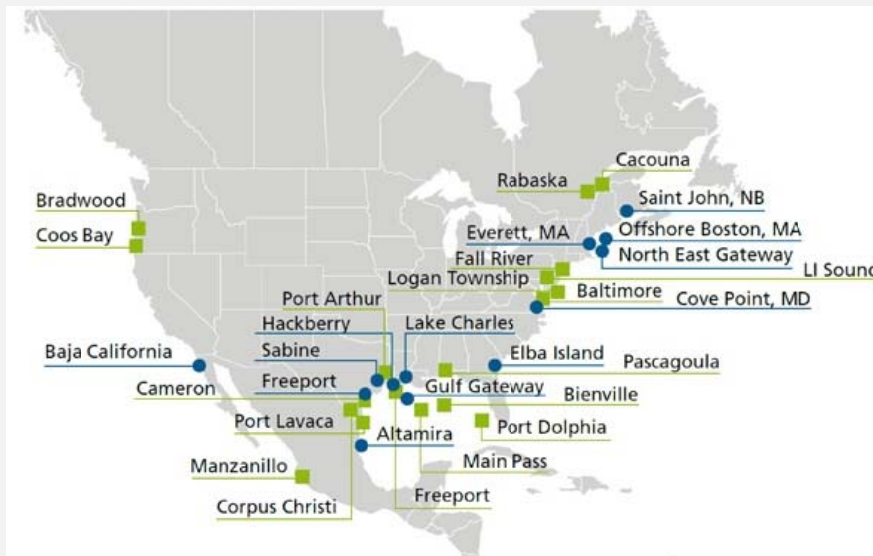 Cacouna
Rabaska
Saint John, NB
Bradwood
Everett, MA
Offshore Boston, MA
Coos Bay
North East Gateway
Fall River
LI Sound
Logan Township
Baltimore
Port Arthur
Cove Point, MD
Hackberry
Lake Charles
Baja California
Sabine
Elba Island
Pascagoula
Cameron
Freeport
Gulf Gateway
Bienville
Port Lavaca
Altamira
Port Dolphia
Manzanillo
Main Pass
Corpus Christi
Freeport